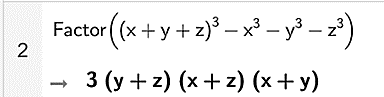 Factor((x + y + z)³ – x³ – y³ – z³)
2
→ 3 (y + z) (x + z) (x + y)